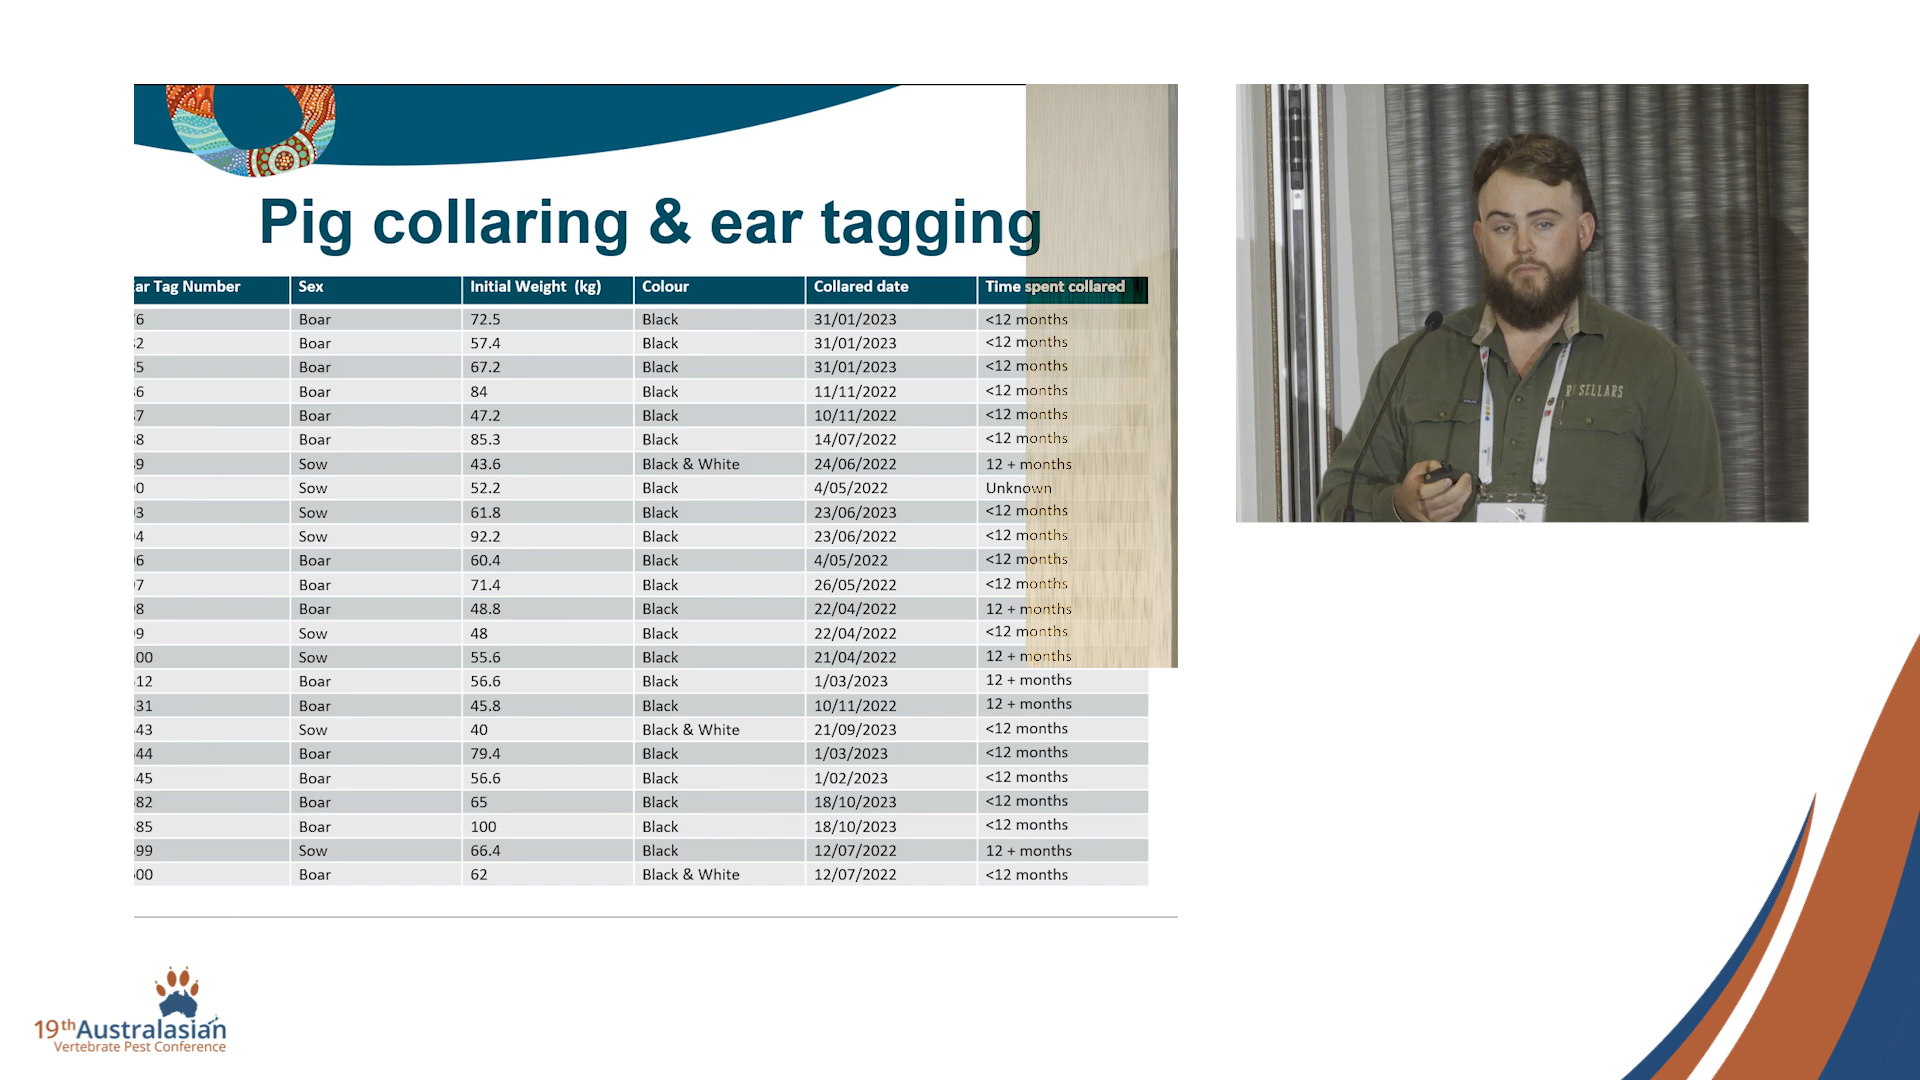 Pig collaring & ear tagging
ar Tag Number Sex Initial Weight (kg) Colour Collared date Time spent collared
6 Boar 72.5 Black 31/01/2023 <12 months
2 Boar 57.4 Black 31/01/2023 <12 months
5 Boar 67.2 Black 31/01/2023 <12 months
6 Boar 84 Black 11/11/2022 <12 months
7 Boar 47.2 Black 10/11/2022 <12 months
8 Boar 85.3 Black 14/07/2022 <12 months
9 Sow 43.6 Black & White 24/06/2022 12 + months
0 Sow 52.2 Black 4/05/2022 Unknown
3 Sow 61.8 Black 23/06/2023 <12 months
4 Sow 92.2 Black 23/06/2022 <12 months
6 Boar 60.4 Black 4/05/2022 <12 months
7 Boar 71.4 Black 26/05/2022 <12 months
8 Boar 48.8 Black 22/04/2022 12 + months
9 Sow 48 Black 22/04/2022 <12 months
00 Sow 55.6 Black 21/04/2022 12 + months
12 Boar 56.6 Black 1/03/2023 12 + months
31 Boar 45.8 Black 10/11/2022 12 + months
43 Sow 40 Black & White 21/09/2023 <12 months
44 Boar 79.4 Black 1/03/2023 <12 months
45 Boar 56.6 Black 1/02/2023 <12 months
82 Boar 65 Black 18/10/2023 <12 months
85 Boar 100 Black 18/10/2023 <12 months
99 Sow 66.4 Black 12/07/2022 12 + months
00 Boar 62 Black & White 12/07/2022 <12 months
SELLARS
19th Australasian
Vertebrate Pest Conference